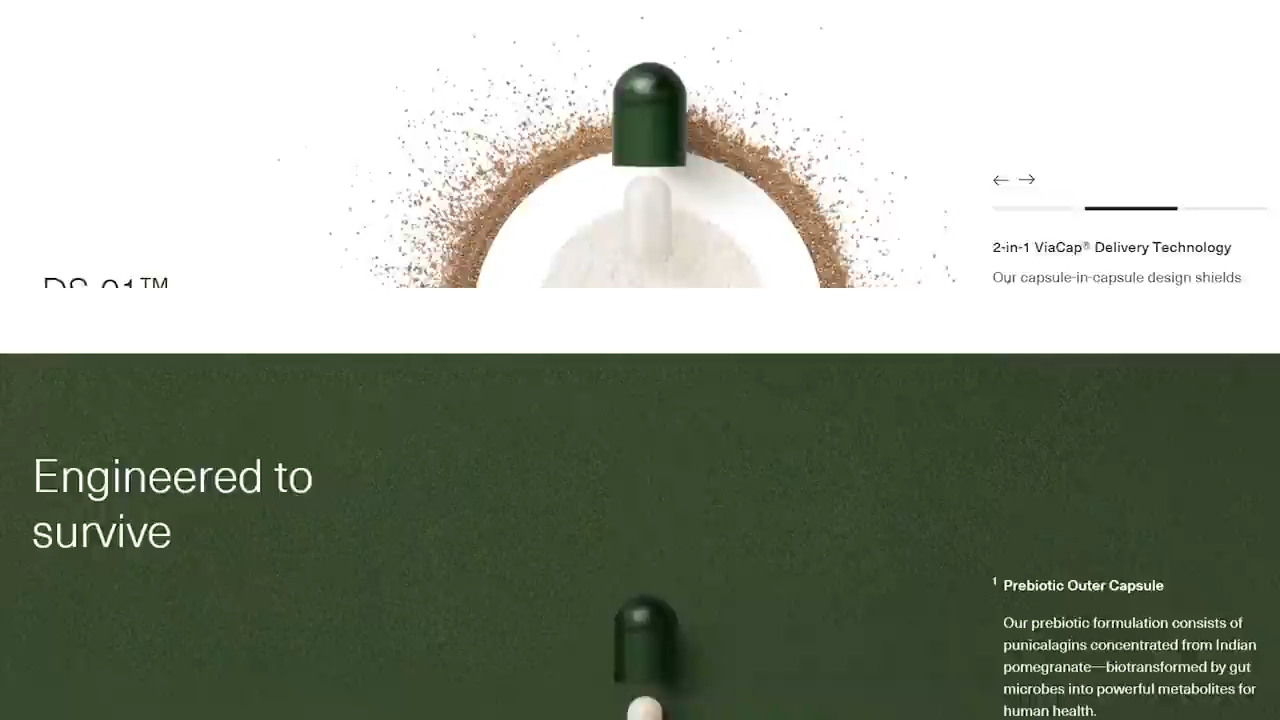 DS-01™
2-in-1 ViaCap® Delivery Technology
Our capsule-in-capsule design shields
Engineered to
survive
1 Prebiotic Outer Capsule
Our prebiotic formulation consists of
punicalagins concentrated from Indian
pomegranate—biotransformed by gut
microbes into powerful metabolites for
human health.